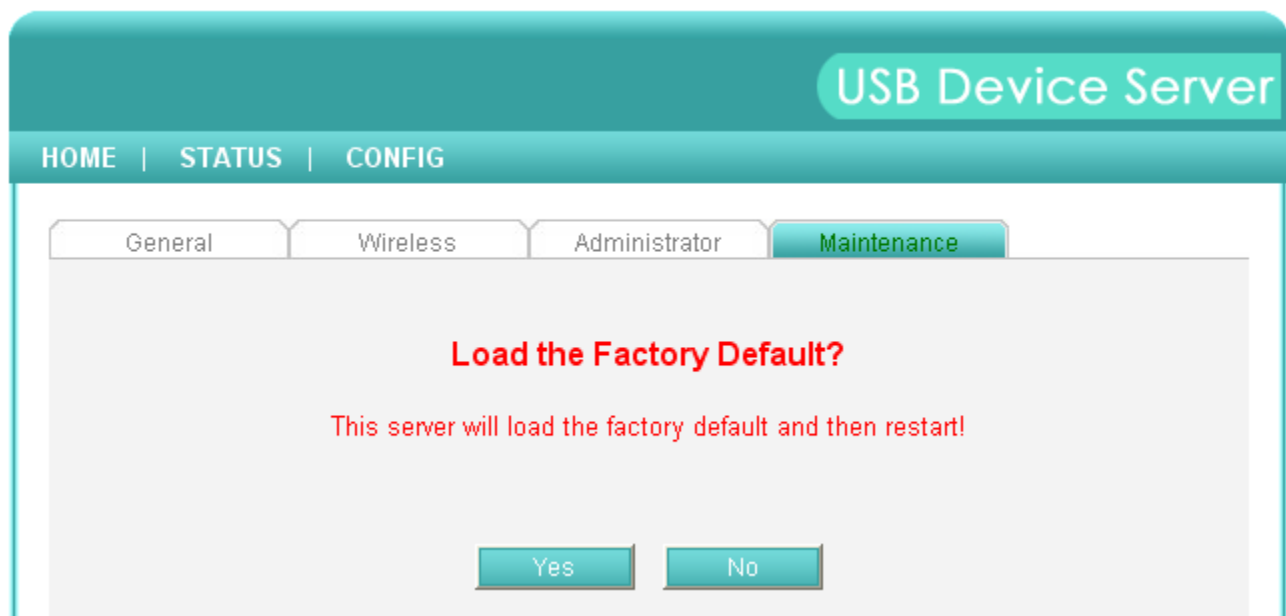 USB Device Server
HOME | STATUS | CONFIG
General Wireless Administrator Maintenance
Load the Factory Default?
This server will load the factory default and then restart!
Yes No